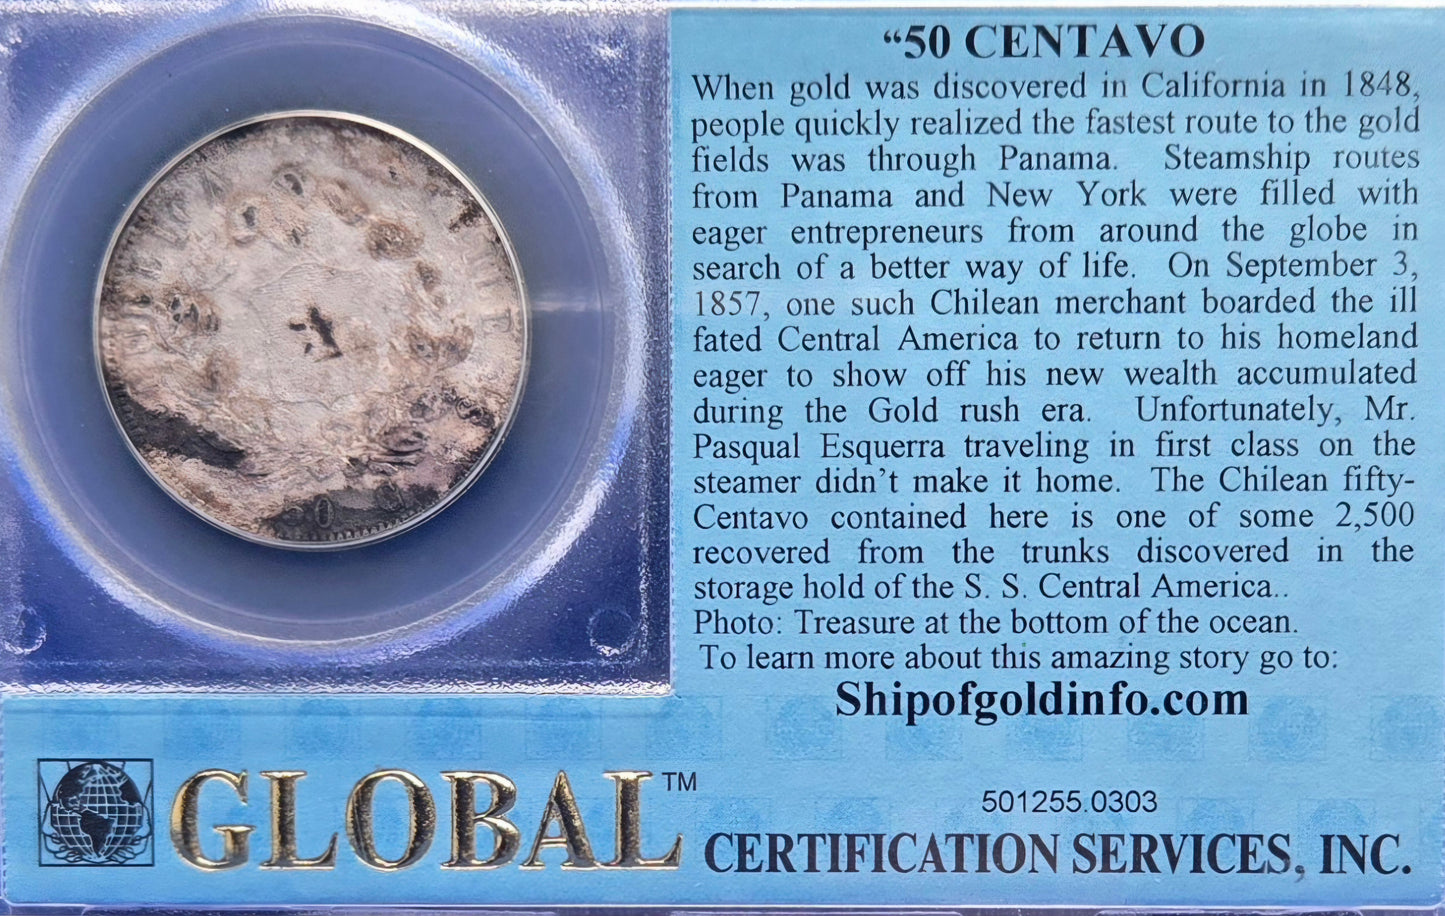 “50 CENTAVO
When gold was discovered in California in 1848,
people quickly realized the fastest route to the gold
fields was through Panama. Steamship routes
from Panama and New York were filled with
eager entrepreneurs from around the globe in
search of a better way of life. On September 3,
1857, one such Chilean merchant boarded the ill
fated Central America to return to his homeland
eager to show off his new wealth accumulated
during the Gold rush era. Unfortunately, Mr.
Pasqual Esquerra traveling in first class on the
steamer didn’t make it home. The Chilean fifty-
Centavo contained here is one of some 2,500
recovered from the trunks discovered in the
storage hold of the S. S. Central America..
Photo: Treasure at the bottom of the ocean.
To learn more about this amazing story go to:
Shipofgoldinfo.com
GLOBAL™
501255.0303
CERTIFICATION SERVICES, INC.